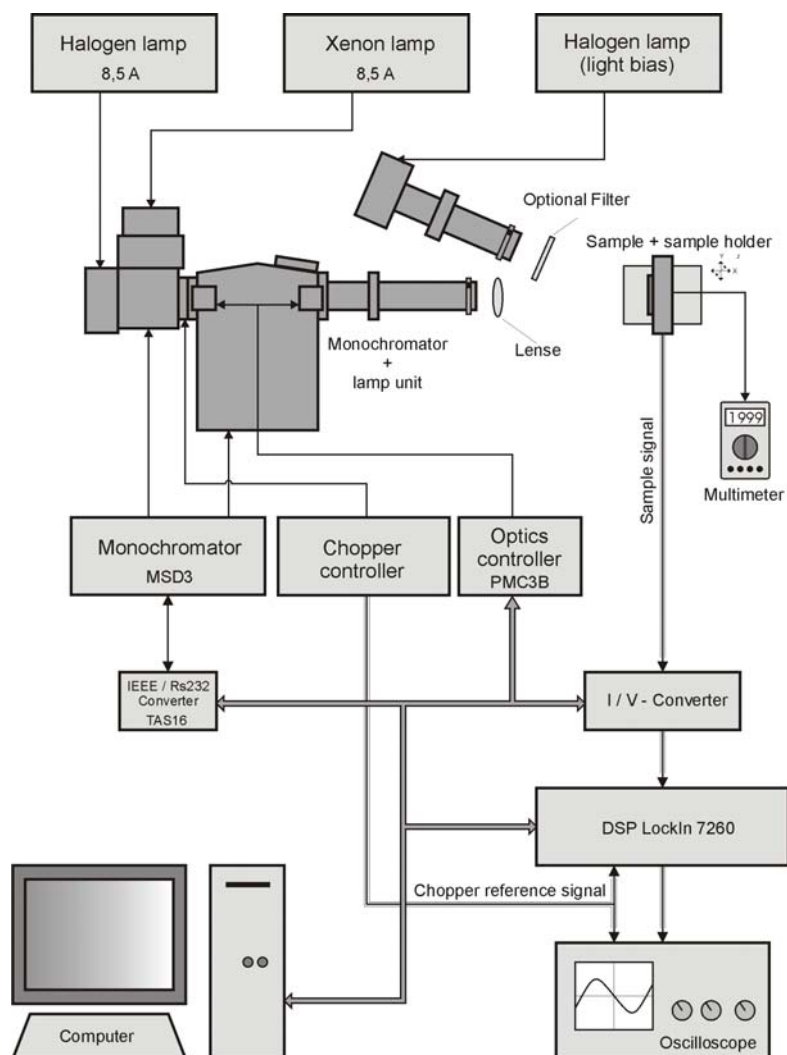 Halogen lamp
8,5 A
Xenon lamp
8,5 A
Halogen lamp
(light bias)
Optional Filter
Sample + sample holder
Y
Z
X
Lense
Monochromator
+
lamp unit
1999
Multimeter
Sample signal
Monochromator
MSD3
Chopper
controller
Optics
controller
PMC3B
IEEE / Rs232
Converter
TAS16
I / V - Converter
DSP LockIn 7260
Chopper reference signal
Computer
Oscilloscope